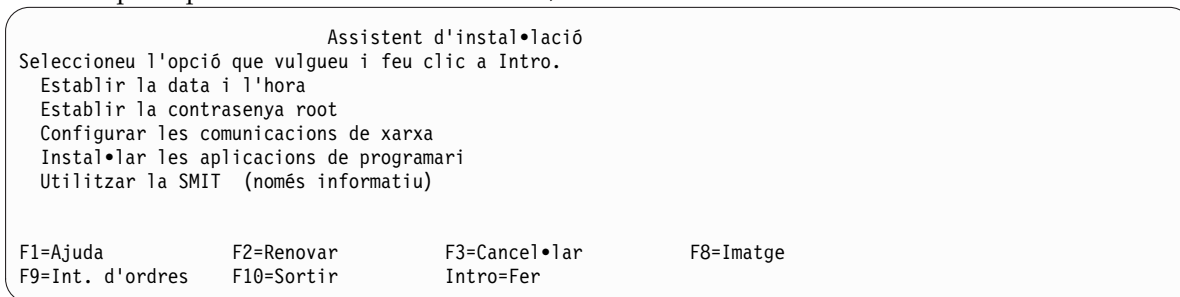 Assistent d'instal•lació
Seleccioneu l'opció que vulgueu i feu clic a Intro.
Establir la data i l'hora
Establir la contrasenya root
Configurar les comunicacions de xarxa
Instal•lar les aplicacions de programari
Utilitzar la SMIT (només informatiu)
F1=Ajuda F2=Renovar F3=Cancel•lar F8=Imatge
F9=Int. d'ordres F10=Sortir Intro=Fer